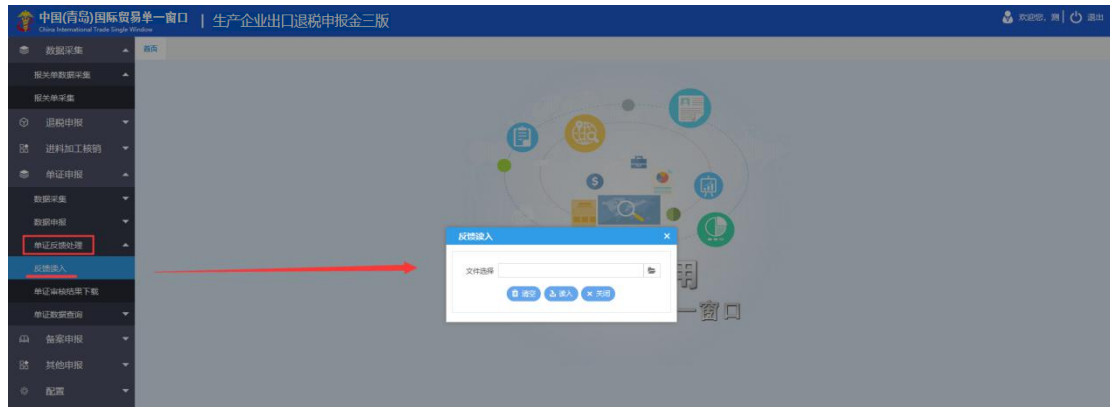 中国(青岛)国际贸易单一窗口 | 生产企业出口退税申报金三版
China International Trade Single Window
欢迎您, 测 | 退出
数据采集
首页
报关单数据采集
报关单采集
退税申报
进料加工核销
单证申报
数据采集
数据申报
单证反馈处理
反馈读入
单证审核结果下载
单证数据查询
备案申报
其他申报
配置
反馈读入
文件选择
清空 读入 关闭
用
一窗口